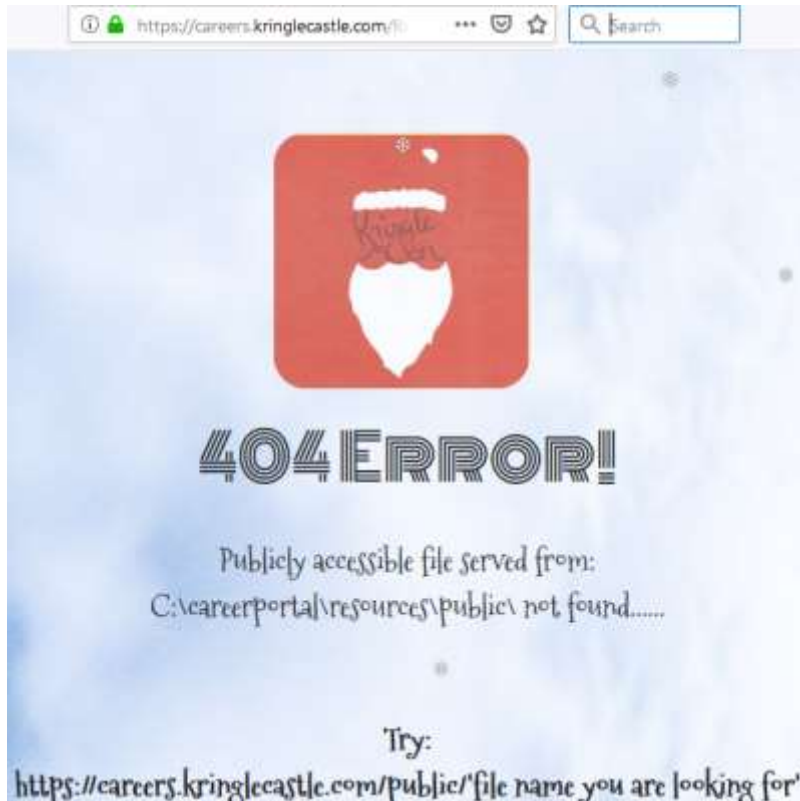 https://careers.kringlecastle.com/
Search
Kringle
404 Error!
Publicly accessible file served from:
C:\careerportal\resources\public\ not found......
Try:
https://careers.kringlecastle.com/public/'file name you are looking for'